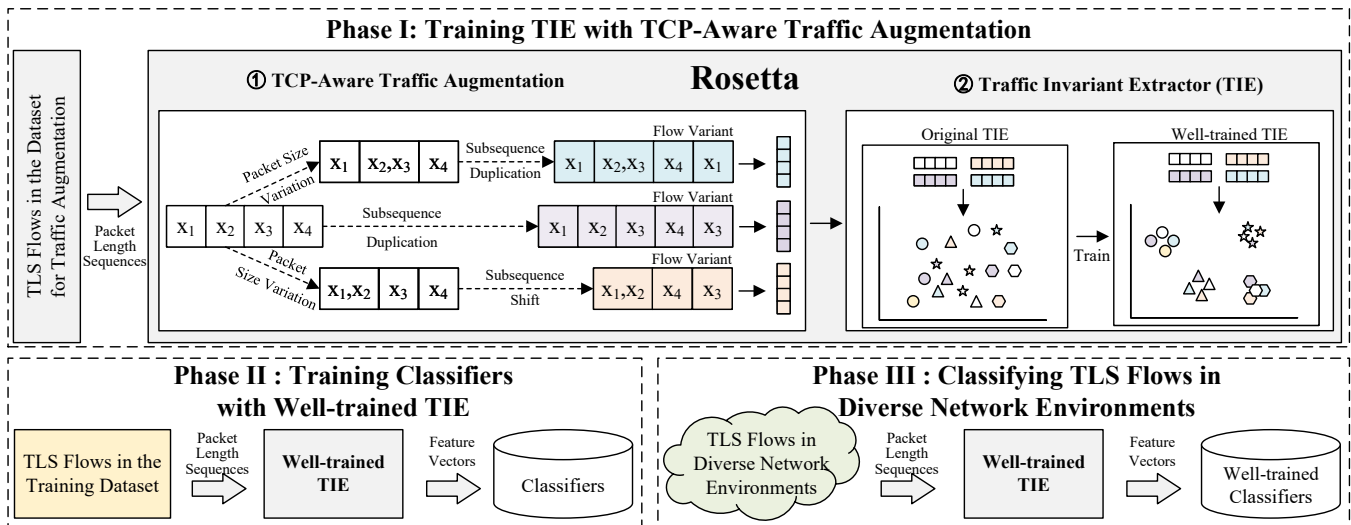 Phase I: Training TIE with TCP-Aware Traffic Augmentation
TLS Flows in the Dataset
for Traffic Augmentation
Packet
Length
Sequences
Rosetta
① TCP-Aware Traffic Augmentation
x1 x2 x3 x4
Packet Size
Variation
x1 x2,x3 x4
Subsequence
Duplication
Flow Variant
x1 x2,x3 x4 x1
Subsequence
Duplication
Flow Variant
x1 x2 x3 x4 x3
Packet
Size Variation
x1,x2 x3 x4
Subsequence
Shift
Flow Variant
x1,x2 x4 x3
② Traffic Invariant Extractor (TIE)
Original TIE
Train
Well-trained TIE
Phase II : Training Classifiers
with Well-trained TIE
TLS Flows in the
Training Dataset
Packet
Length
Sequences
Well-trained
TIE
Feature
Vectors
Classifiers
Phase III : Classifying TLS Flows in
Diverse Network Environments
TLS Flows in
Diverse Network
Environments
Packet
Length
Sequences
Well-trained
TIE
Feature
Vectors
Well-trained
Classifiers